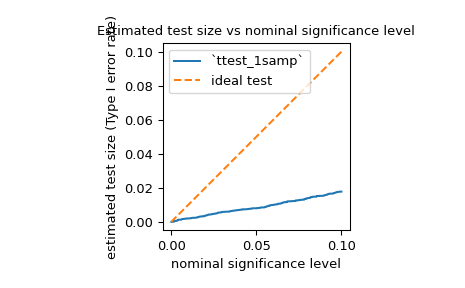 Estimated test size vs nominal significance level
`ttest_1samp`
ideal test
estimated test size (Type I error rate)
0.10
0.08
0.06
0.04
0.02
0.00
0.00 0.05 0.10
nominal significance level